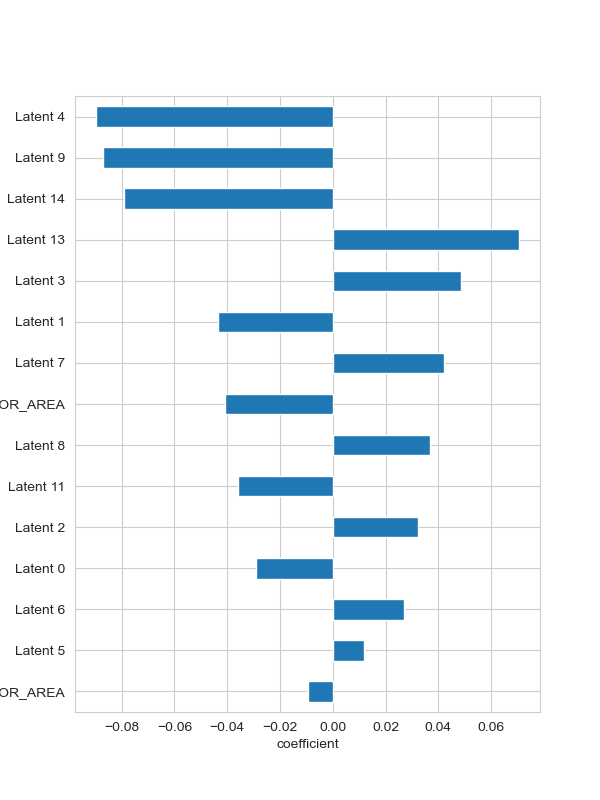 Latent 4
Latent 9
Latent 14
Latent 13
Latent 3
Latent 1
Latent 7
OR_AREA
Latent 8
Latent 11
Latent 2
Latent 0
Latent 6
Latent 5
OR_AREA
−0.08 −0.06 −0.04 −0.02 0.00 0.02 0.04 0.06
coefficient